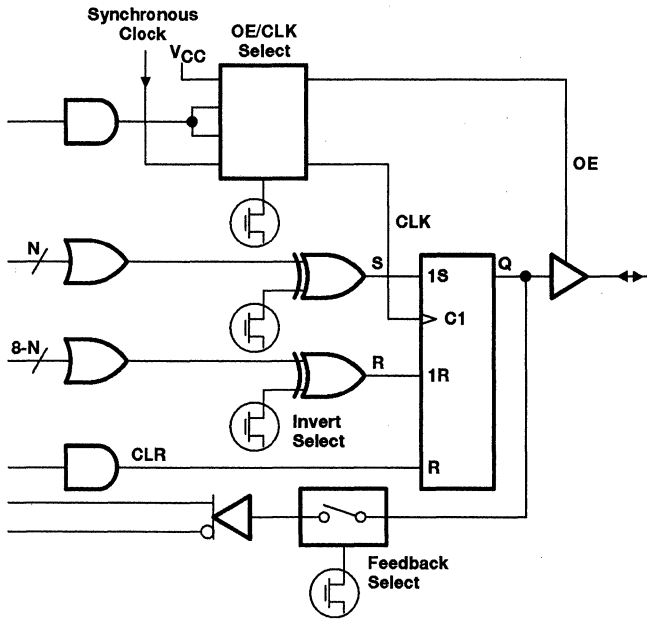 Synchronous
Clock
OE/CLK
Select
VCC
OE
CLK
N
S
1S
Q
C1
8-N
R
1R
Invert
Select
CLR
R
Feedback
Select